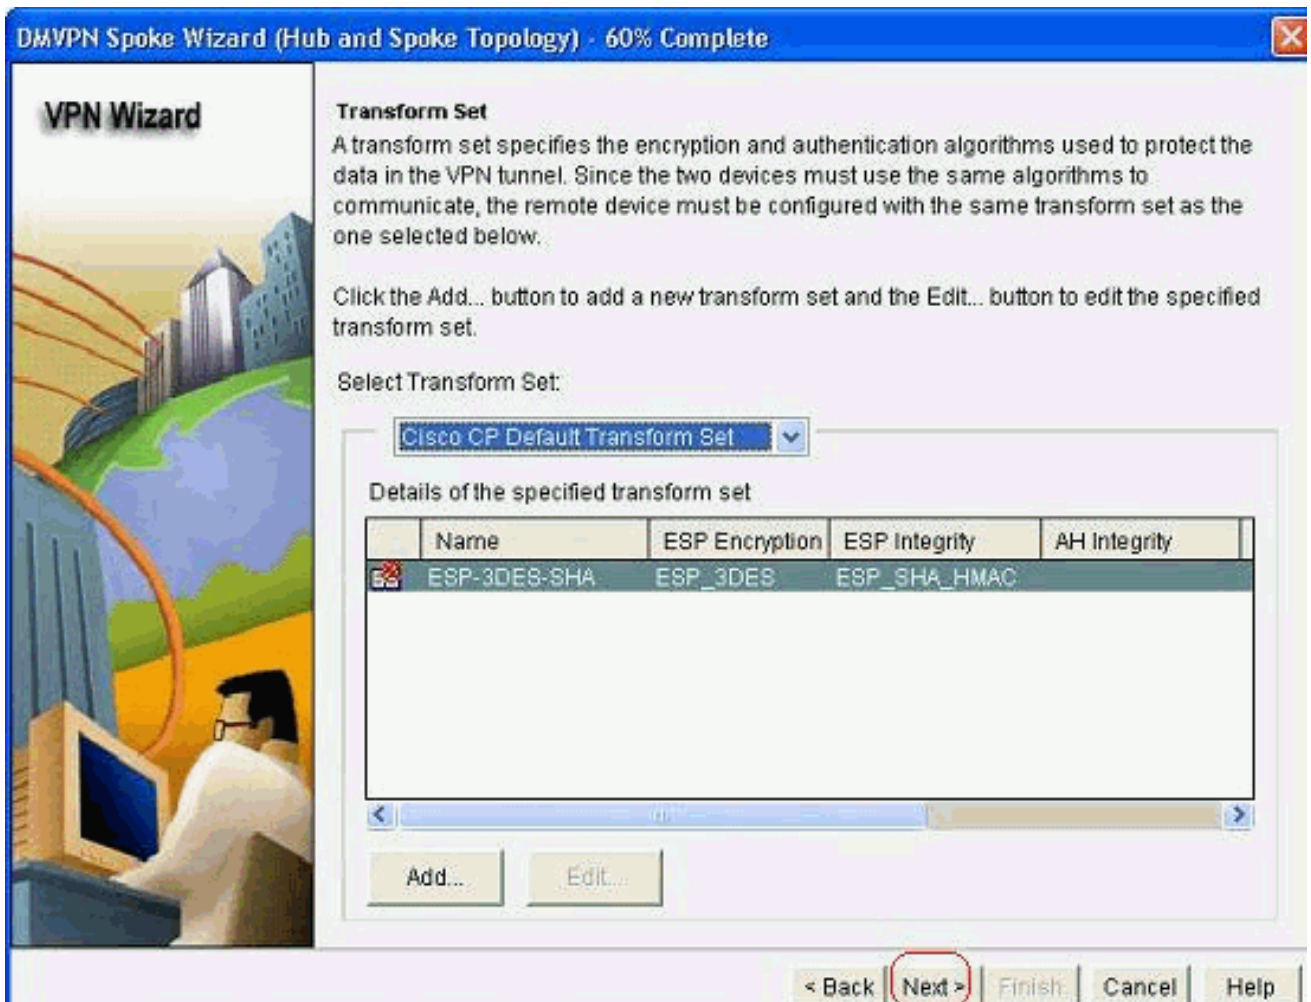 DMVPN Spoke Wizard (Hub and Spoke Topology) - 60% Complete
VPN Wizard
Transform Set
A transform set specifies the encryption and authentication algorithms used to protect the
data in the VPN tunnel. Since the two devices must use the same algorithms to
communicate, the remote device must be configured with the same transform set as the
one selected below.
Click the Add... button to add a new transform set and the Edit... button to edit the specified
transform set.
Select Transform Set:
Cisco CP Default Transform Set
Details of the specified transform set
Name ESP Encryption ESP Integrity AH Integrity
ESP-3DES-SHA ESP_3DES ESP_SHA_HMAC
Add... Edit...
< Back Next > Finish Cancel Help